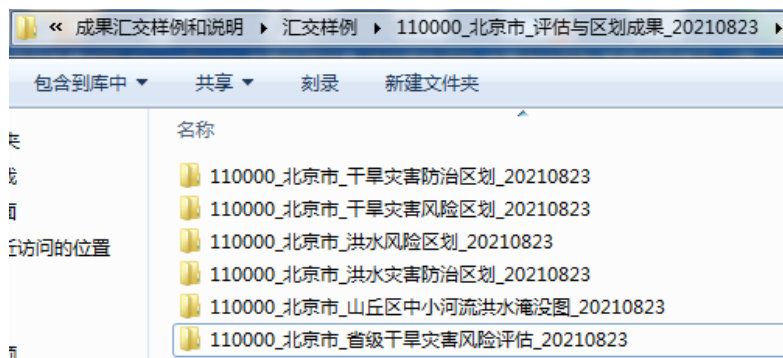 « 成果汇交样例和说明 ▸ 汇交样例 ▸ 110000_北京市_评估与区划成果_20210823 ▸
包含到库中 ▼ 共享 ▼ 刻录 新建文件夹
名称
110000_北京市_干旱灾害防治区划_20210823
110000_北京市_干旱灾害风险区划_20210823
110000_北京市_洪水风险区划_20210823
近访问的位置
110000_北京市_洪水灾害防治区划_20210823
110000_北京市_山丘区中小河流洪水淹没图_20210823
110000_北京市_省级干旱灾害风险评估_20210823